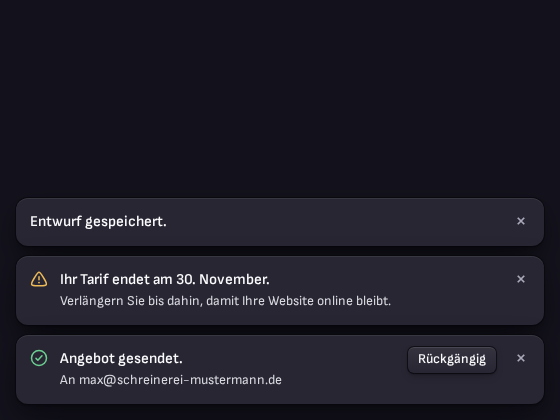 Entwurf gespeichert.
Ihr Tarif endet am 30. November.
Verlängern Sie bis dahin, damit Ihre Website online bleibt.
Angebot gesendet.
Rückgängig
An max@schreinerei-mustermann.de